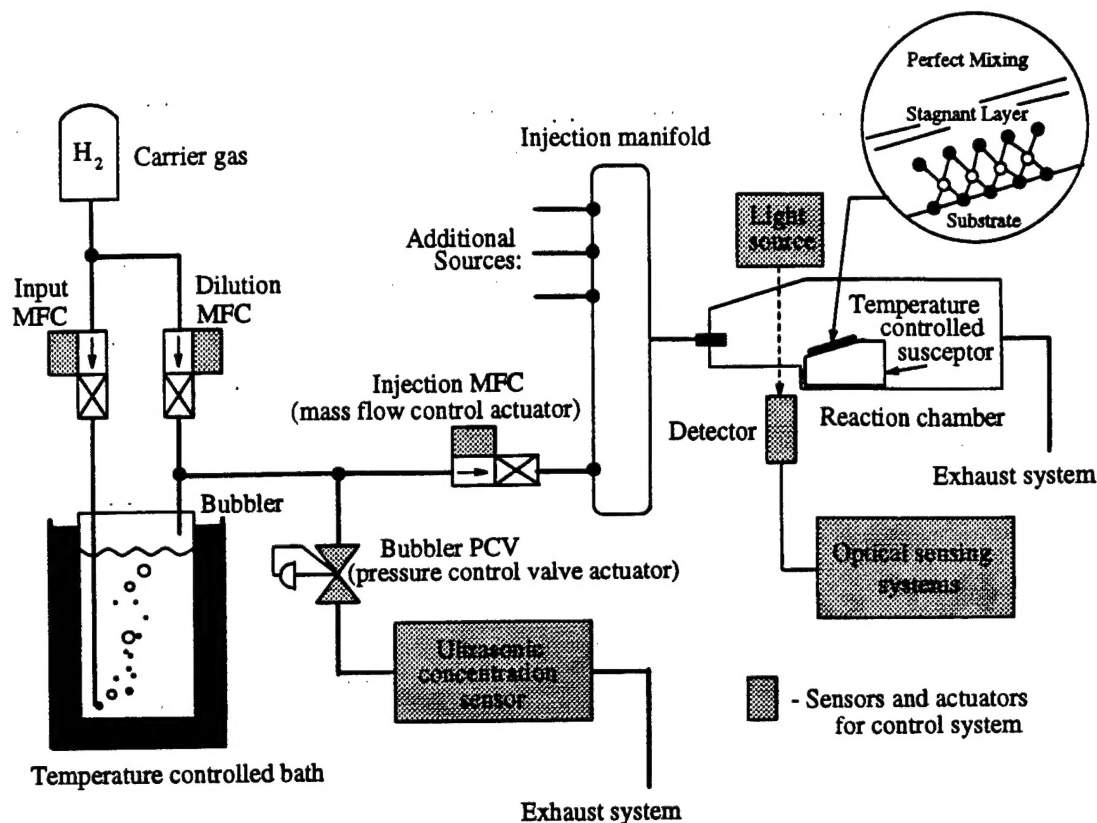 Perfect Mixing
Stagnant Layer
Substrate
H2
Carrier gas
Injection manifold
Light
source
Additional
Sources:
Input
MFC
Dilution
MFC
Temperature
controlled
susceptor
Injection MFC
(mass flow control actuator)
Detector
Reaction chamber
Exhaust system
Bubbler
Bubbler PCV
(pressure control valve actuator)
Optical sensing
systems
Ultrasonic
concentration
sensor
- Sensors and actuators
for control system
Temperature controlled bath
Exhaust system